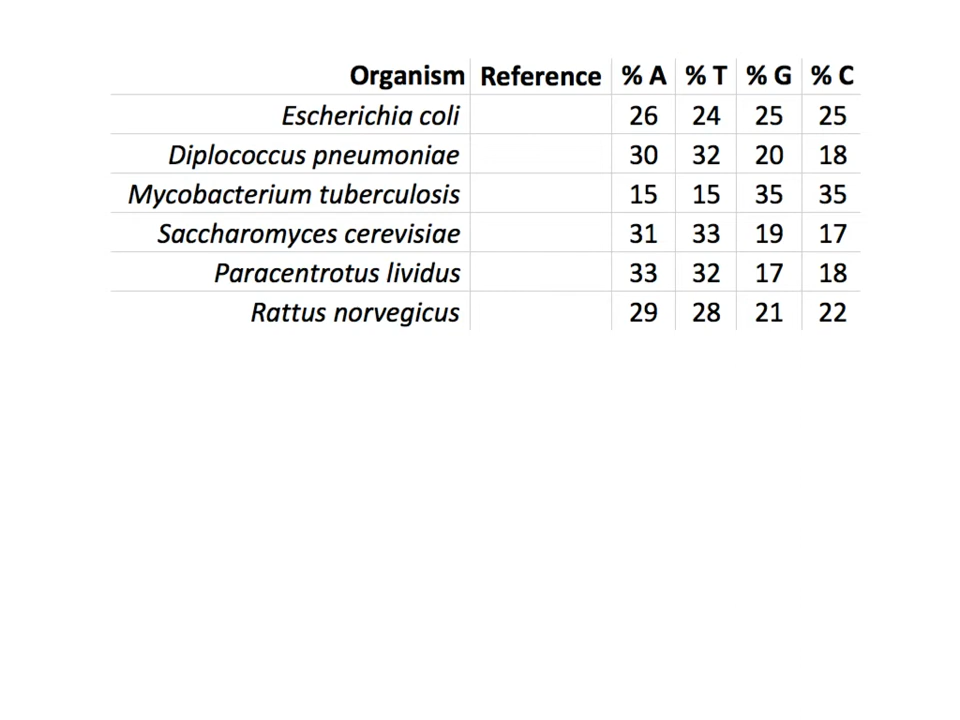 Organism Reference % A % T % G % C
Escherichia coli 26 24 25 25
Diplococcus pneumoniae 30 32 20 18
Mycobacterium tuberculosis 15 15 35 35
Saccharomyces cerevisiae 31 33 19 17
Paracentrotus lividus 33 32 17 18
Rattus norvegicus 29 28 21 22